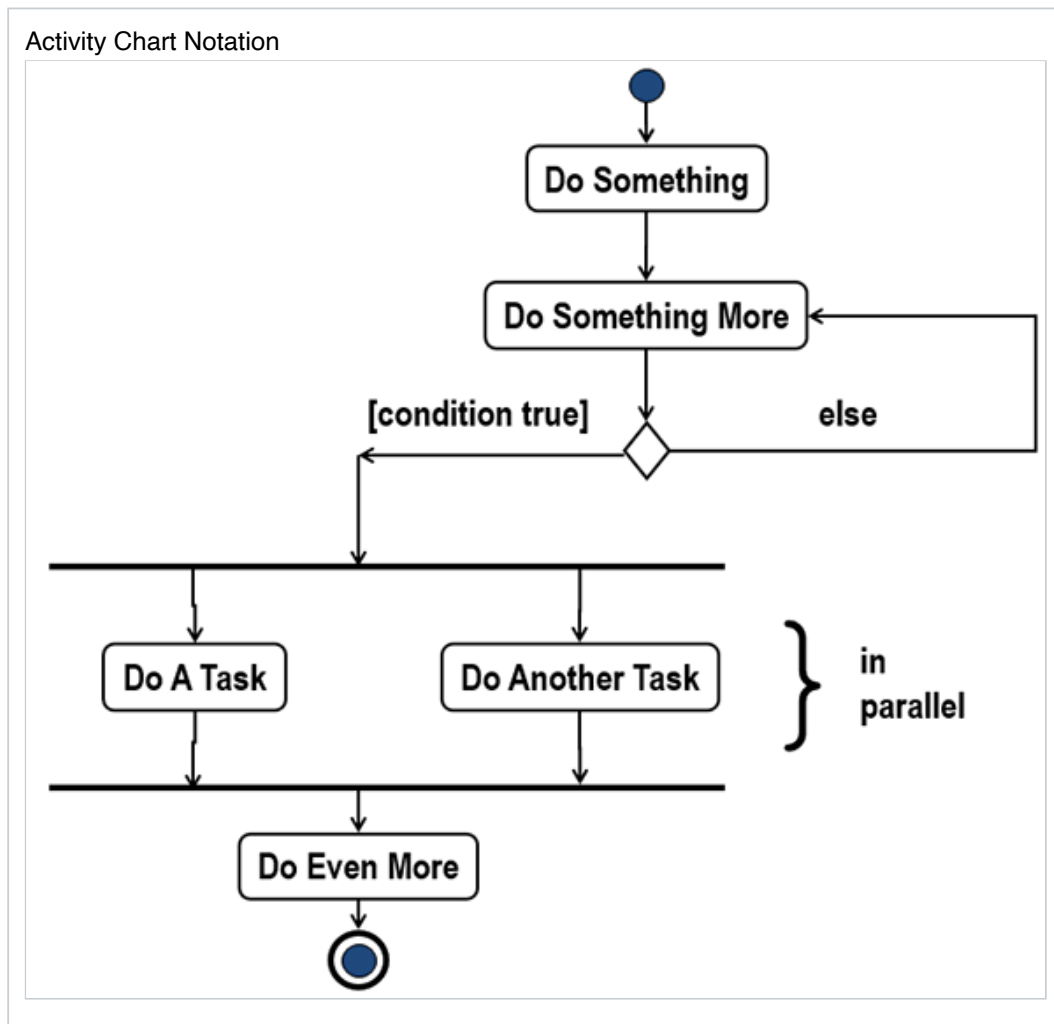 Activity Chart Notation
Do Something
Do Something More
[condition true]
else
Do A Task
Do Another Task
in
parallel
Do Even More